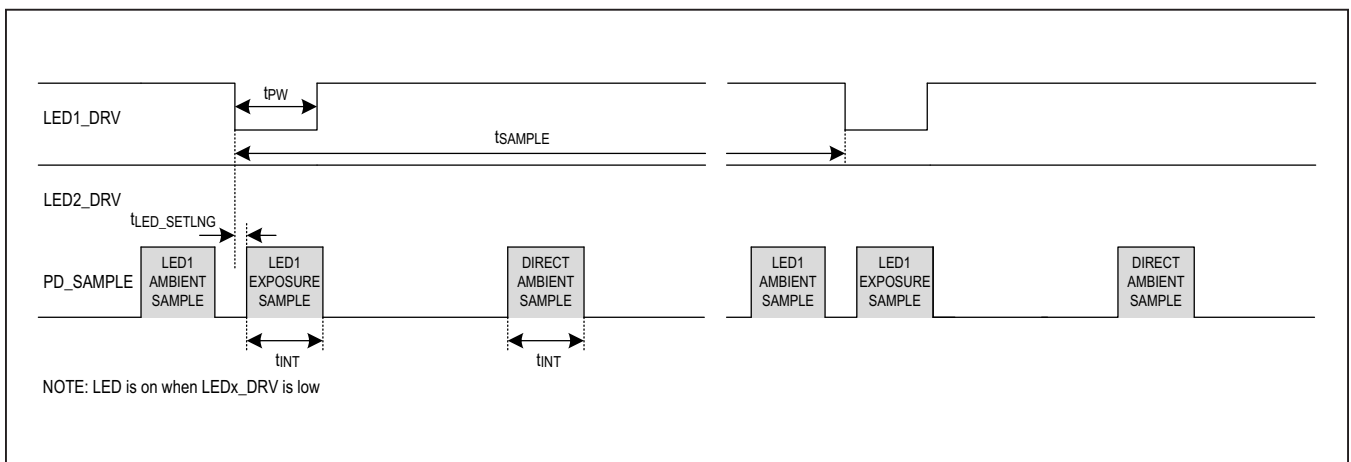 LED1_DRV
tPW
tSAMPLE
LED2_DRV
tLED_SETLNG
PD_SAMPLE
LED1
AMBIENT
SAMPLE
LED1
EXPOSURE
SAMPLE
DIRECT
AMBIENT
SAMPLE
LED1
AMBIENT
SAMPLE
LED1
EXPOSURE
SAMPLE
DIRECT
AMBIENT
SAMPLE
tINT
tINT
NOTE: LED is on when LEDx_DRV is low